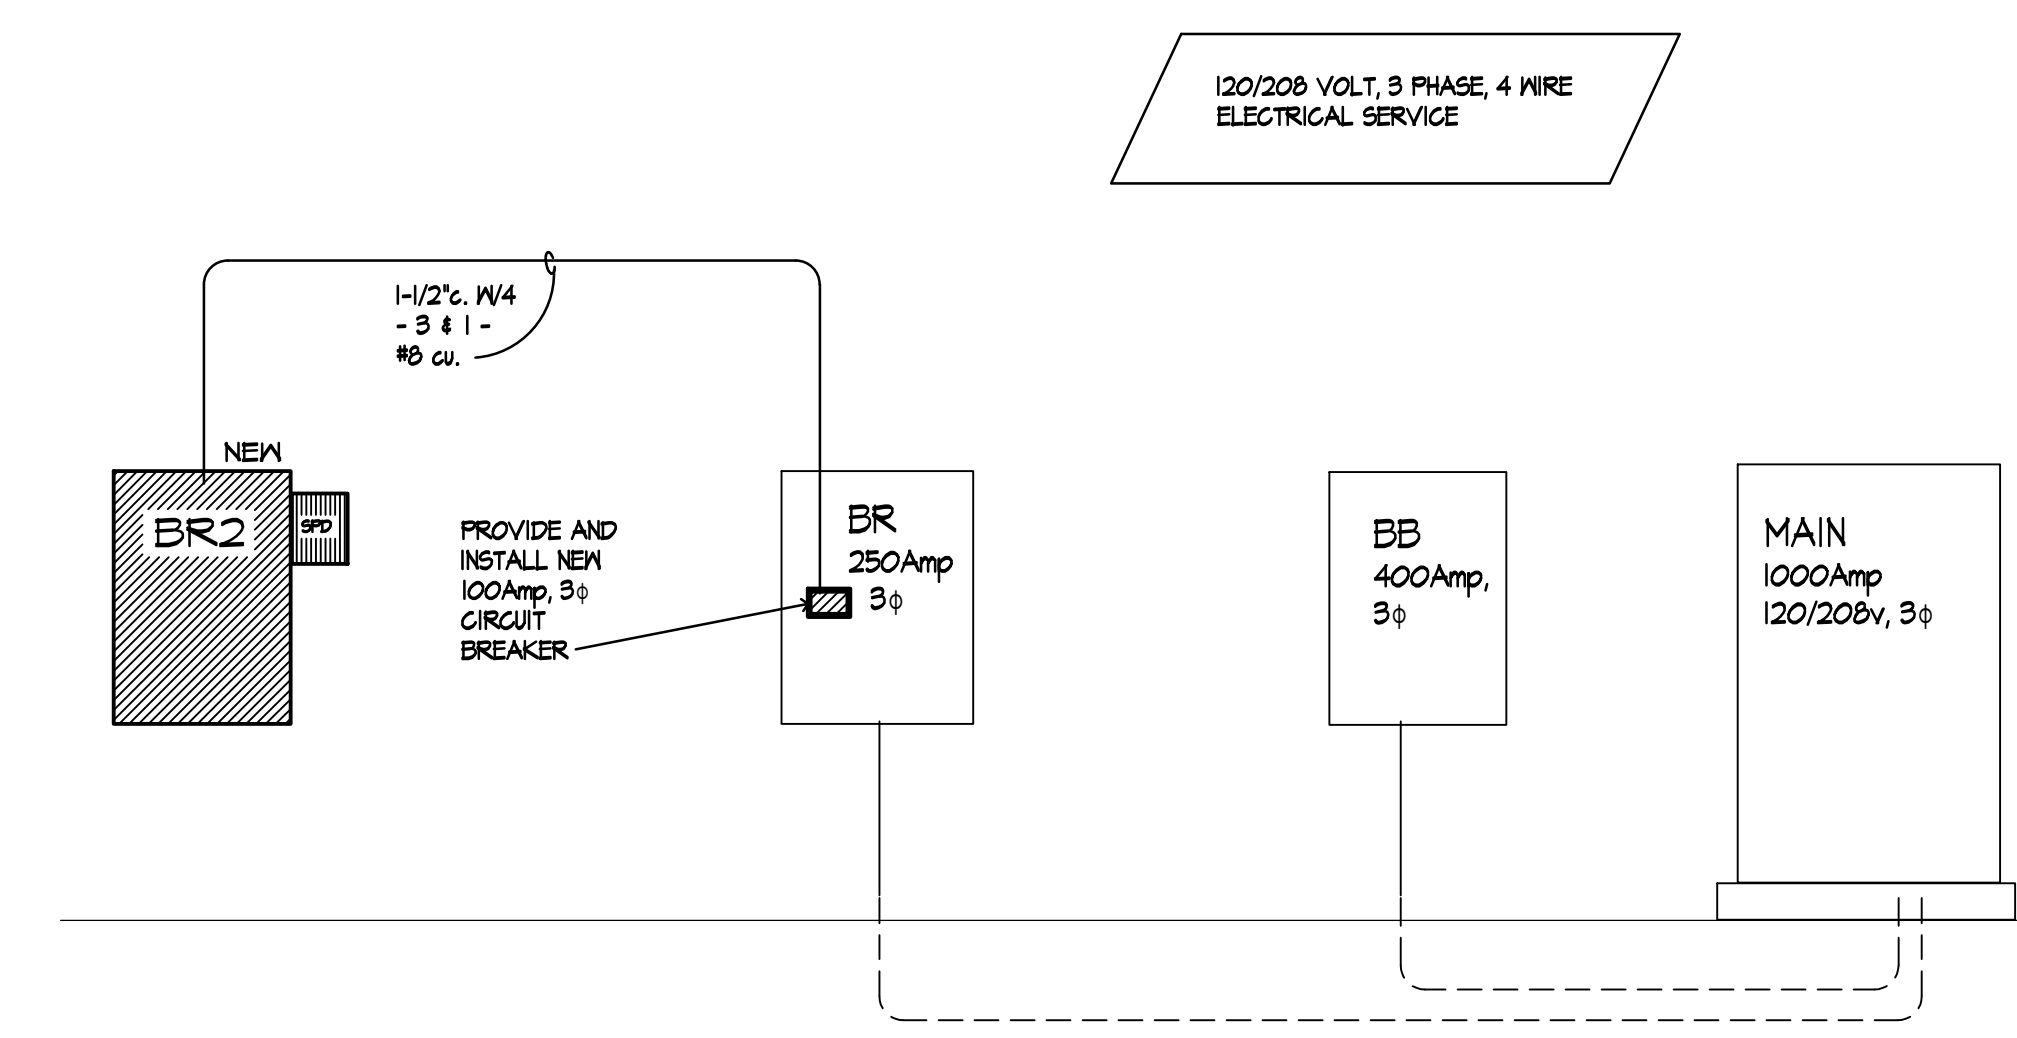 120/208 VOLT, 3 PHASE, 4 WIRE
ELECTRICAL SERVICE
1-1/2"c. W/4
- 3 & 1 -
#8 cu.
NEW
BR2
SPD
PROVIDE AND
INSTALL NEW
100Amp, 3ϕ
CIRCUIT
BREAKER
BR
250Amp
3ϕ
BB
400Amp,
3ϕ
MAIN
1000Amp
120/208v, 3ϕ